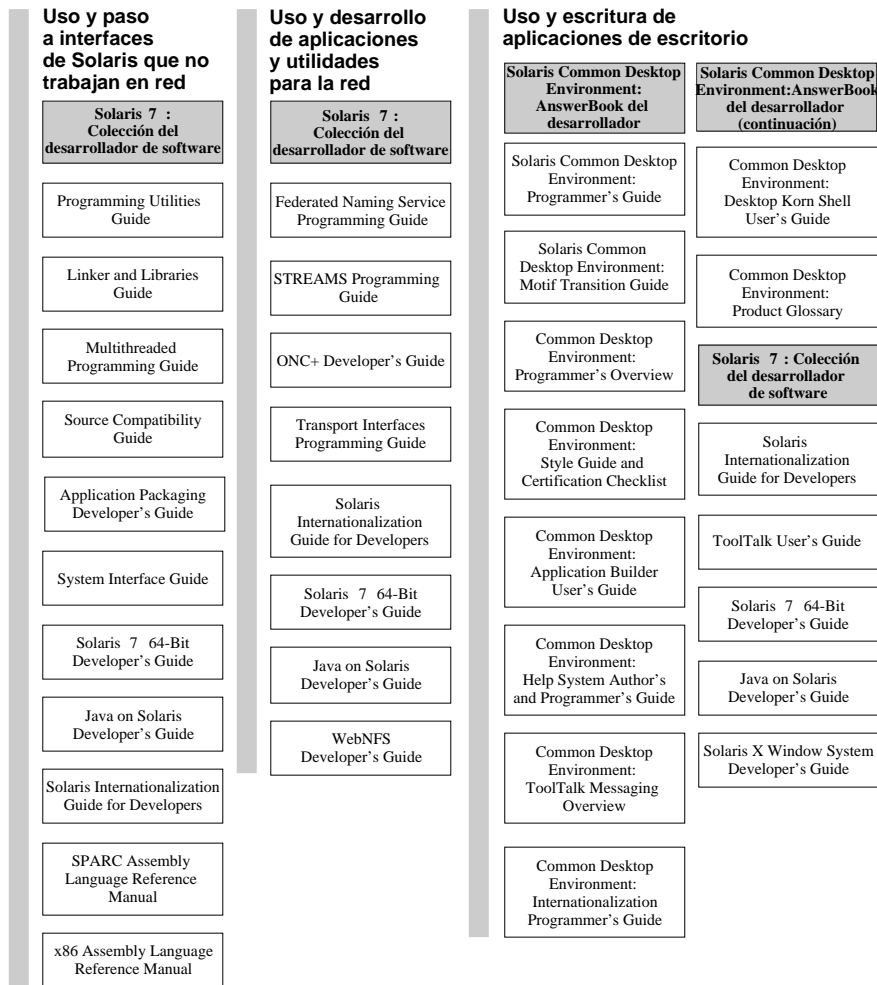 Uso y paso
a interfaces
de Solaris que no
trabajan en red
Solaris 7 :
Colección del
desarrollador de software
Programming Utilities
Guide
Linker and Libraries
Guide
Multithreaded
Programming Guide
Source Compatibility
Guide
Application Packaging
Developer's Guide
System Interface Guide
Solaris 7 64-Bit
Developer's Guide
Java on Solaris
Developer's Guide
Solaris Internationalization
Guide for Developers
SPARC Assembly
Language Reference
Manual
x86 Assembly Language
Reference Manual
Uso y desarrollo
de aplicaciones
y utilidades
para la red
Solaris 7 :
Colección del
desarrollador de software
Federated Naming Service
Programming Guide
STREAMS Programming
Guide
ONC+ Developer's Guide
Transport Interfaces
Programming Guide
Solaris
Internationalization
Guide for Developers
Solaris 7 64-Bit
Developer's Guide
Java on Solaris
Developer's Guide
WebNFS
Developer's Guide
Uso y escritura de
aplicaciones de escritorio
Solaris Common Desktop
Environment:
AnswerBook del
desarrollador
Solaris Common Desktop
Environment:
Programmer's Guide
Solaris Common
Desktop Environment:
Motif Transition Guide
Common Desktop
Environment:
Programmer's Overview
Common Desktop
Environment:
Style Guide and
Certification Checklist
Common Desktop
Environment:
Application Builder
User's Guide
Common Desktop
Environment:
Help System Author's
and Programmer's Guide
Common Desktop
Environment:
ToolTalk Messaging
Overview
Common Desktop
Environment:
Internationalization
Programmer's Guide
Solaris Common Desktop
Environment:AnswerBook
del desarrollador
(continuación)
Common Desktop
Environment:
Desktop Korn Shell
User's Guide
Common Desktop
Environment:
Product Glossary
Solaris 7 : Colección
del desarrollador
de software
Solaris
Internationalization
Guide for Developers
ToolTalk User's Guide
Solaris 7 64-Bit
Developer's Guide
Java on Solaris
Developer's Guide
Solaris X Window System
Developer's Guide